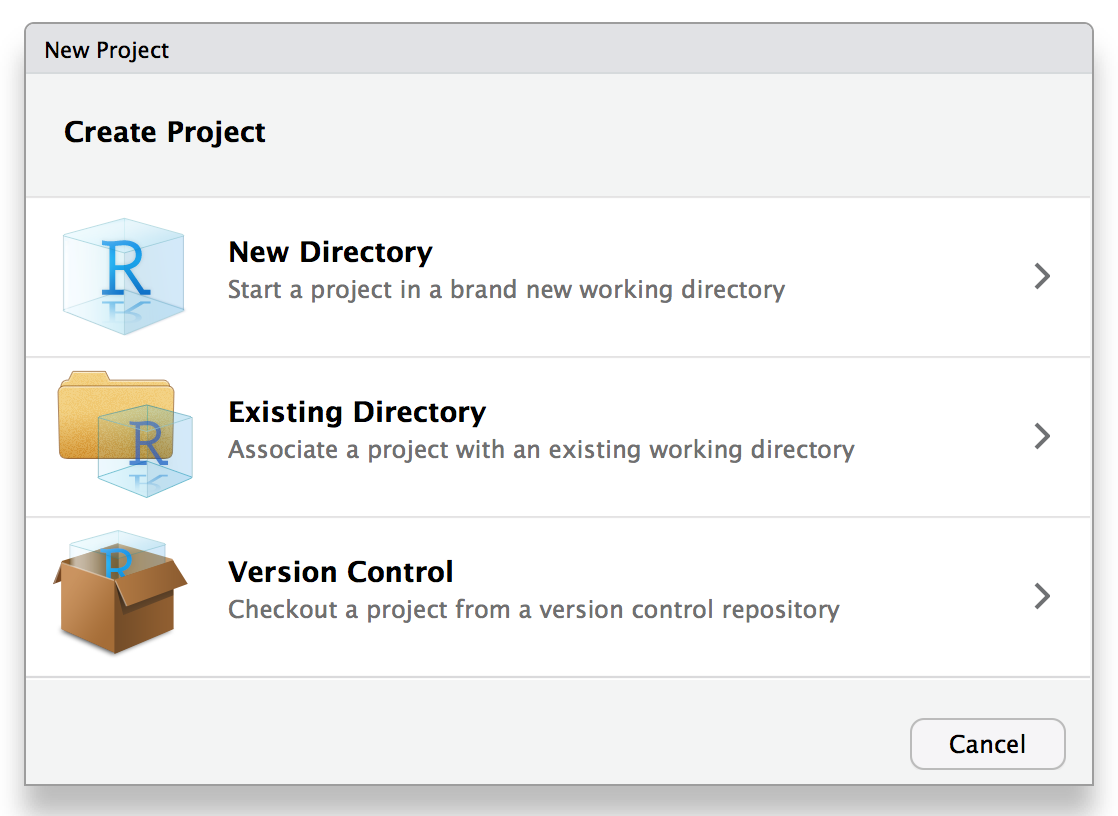 New Project
Create Project
R
New Directory
Start a project in a brand new working directory
R
Existing Directory
Associate a project with an existing working directory
R
Version Control
Checkout a project from a version control repository
Cancel